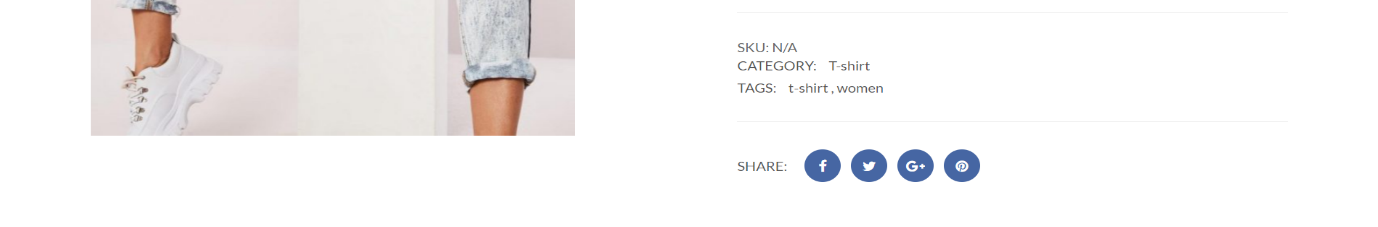 SKU: N/A
CATEGORY: T-shirt
TAGS: t-shirt , women
SHARE: